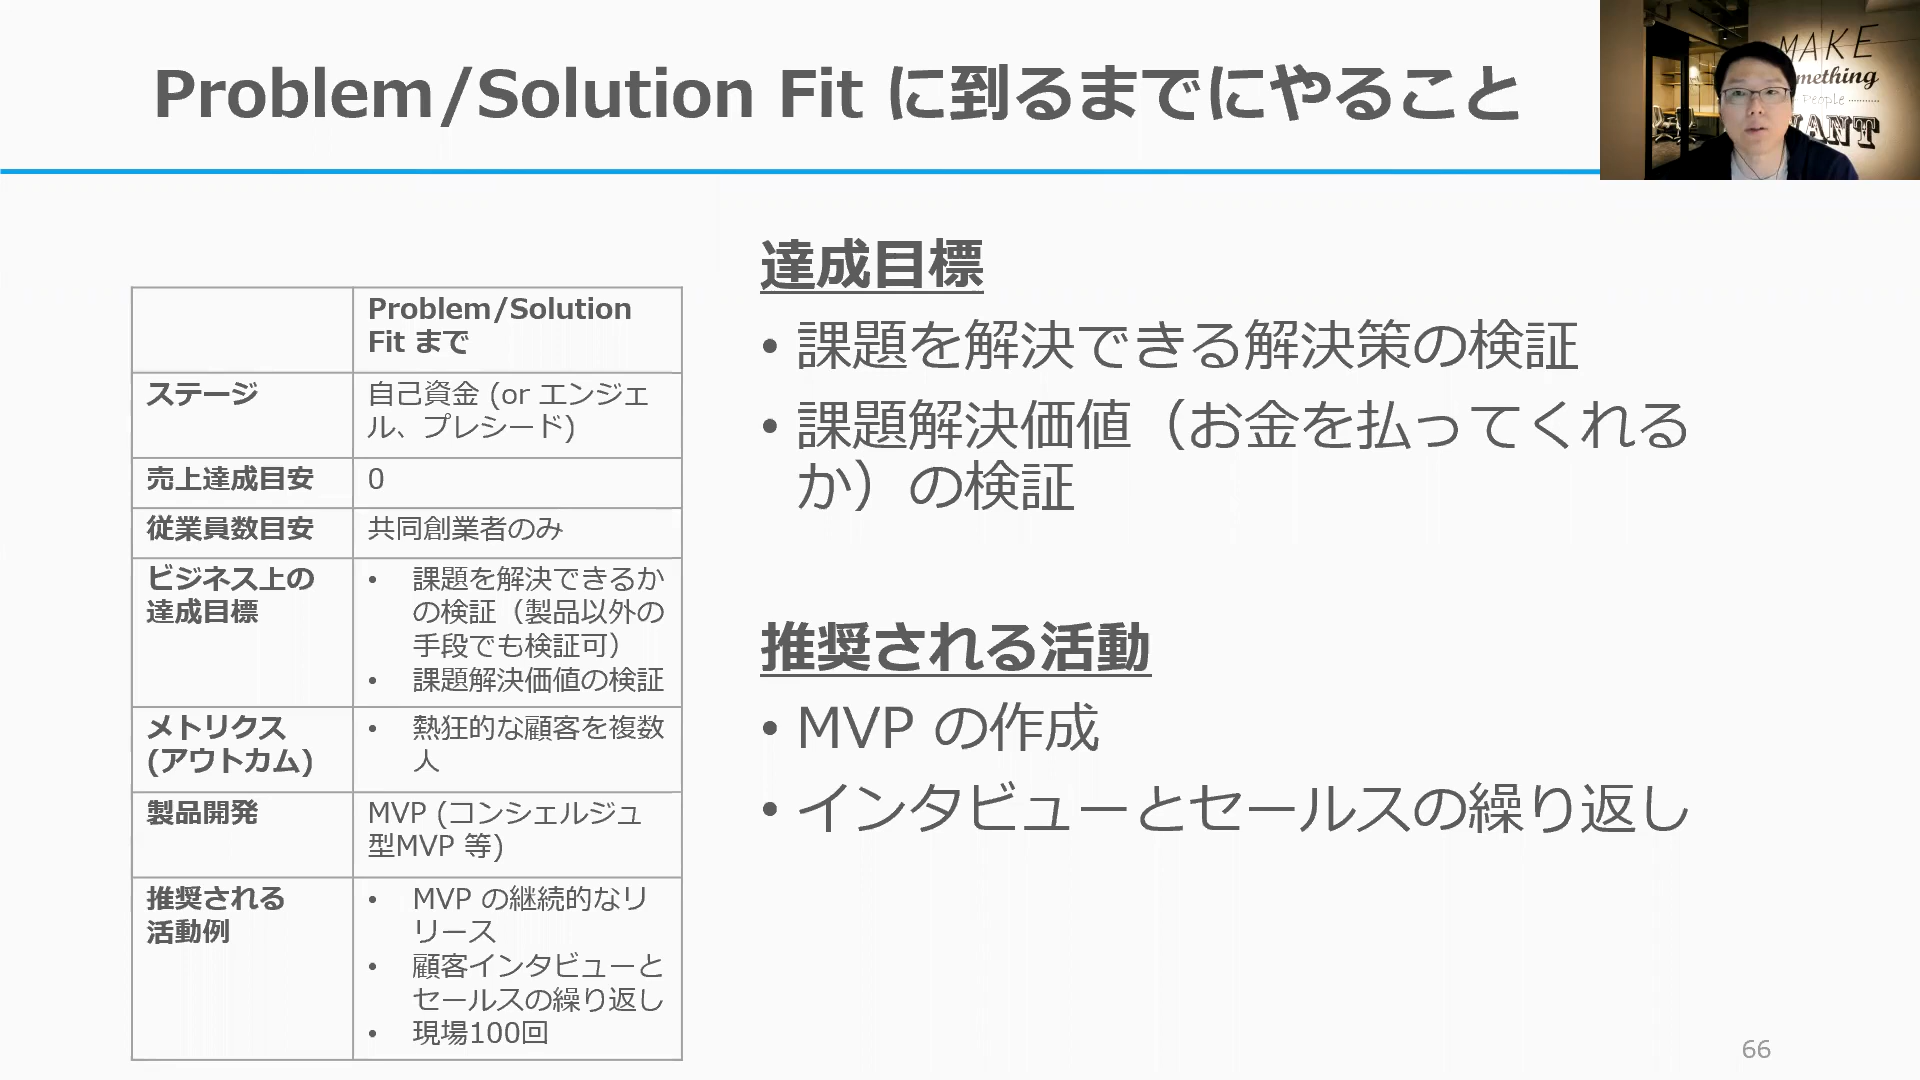 Problem/Solution Fit に到るまでにやること
MAKE
mething
People
WANT
Problem/Solution
Fit まで
ステージ
自己資金 (or エンジェ
ル、プレシード)
売上達成目安
0
従業員数目安
共同創業者のみ
ビジネス上の
達成目標
• 課題を解決できるか
の検証（製品以外の
手段でも検証可）
• 課題解決価値の検証
メトリクス
(アウトカム)
• 熱狂的な顧客を複数
人
製品開発
MVP (コンシェルジュ
型MVP 等)
推奨される
活動例
• MVP の継続的なリ
リース
• 顧客インタビューと
セールスの繰り返し
• 現場100回
達成目標
• 課題を解決できる解決策の検証
• 課題解決価値（お金を払ってくれる
か）の検証
推奨される活動
• MVP の作成
• インタビューとセールスの繰り返し
66